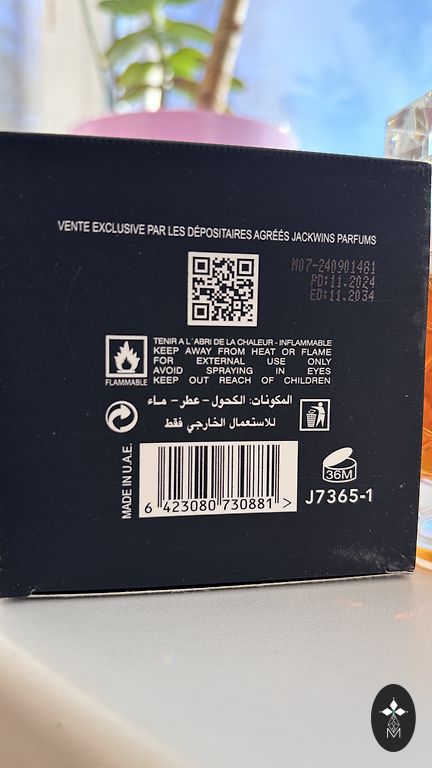 VENTE EXCLUSIVE PAR LES DÉPOSITAIRES AGRÉÉS JACKWINS PARFUMS
M07-240901481
PD:11.2024
ED:11.2034
TENIR A L'ABRI DE LA CHALEUR - INFLAMMABLE
KEEP AWAY FROM HEAT OR FLAME
FOR EXTERNAL USE ONLY
AVOID SPRAYING IN EYES
KEEP OUT REACH OF CHILDREN
FLAMMABLE
المكونات: الكحول - عطر - ماء
للاستعمال الخارجي فقط
MADE IN U.A.E.
6 423080 730881 >
36M
J7365-1
M